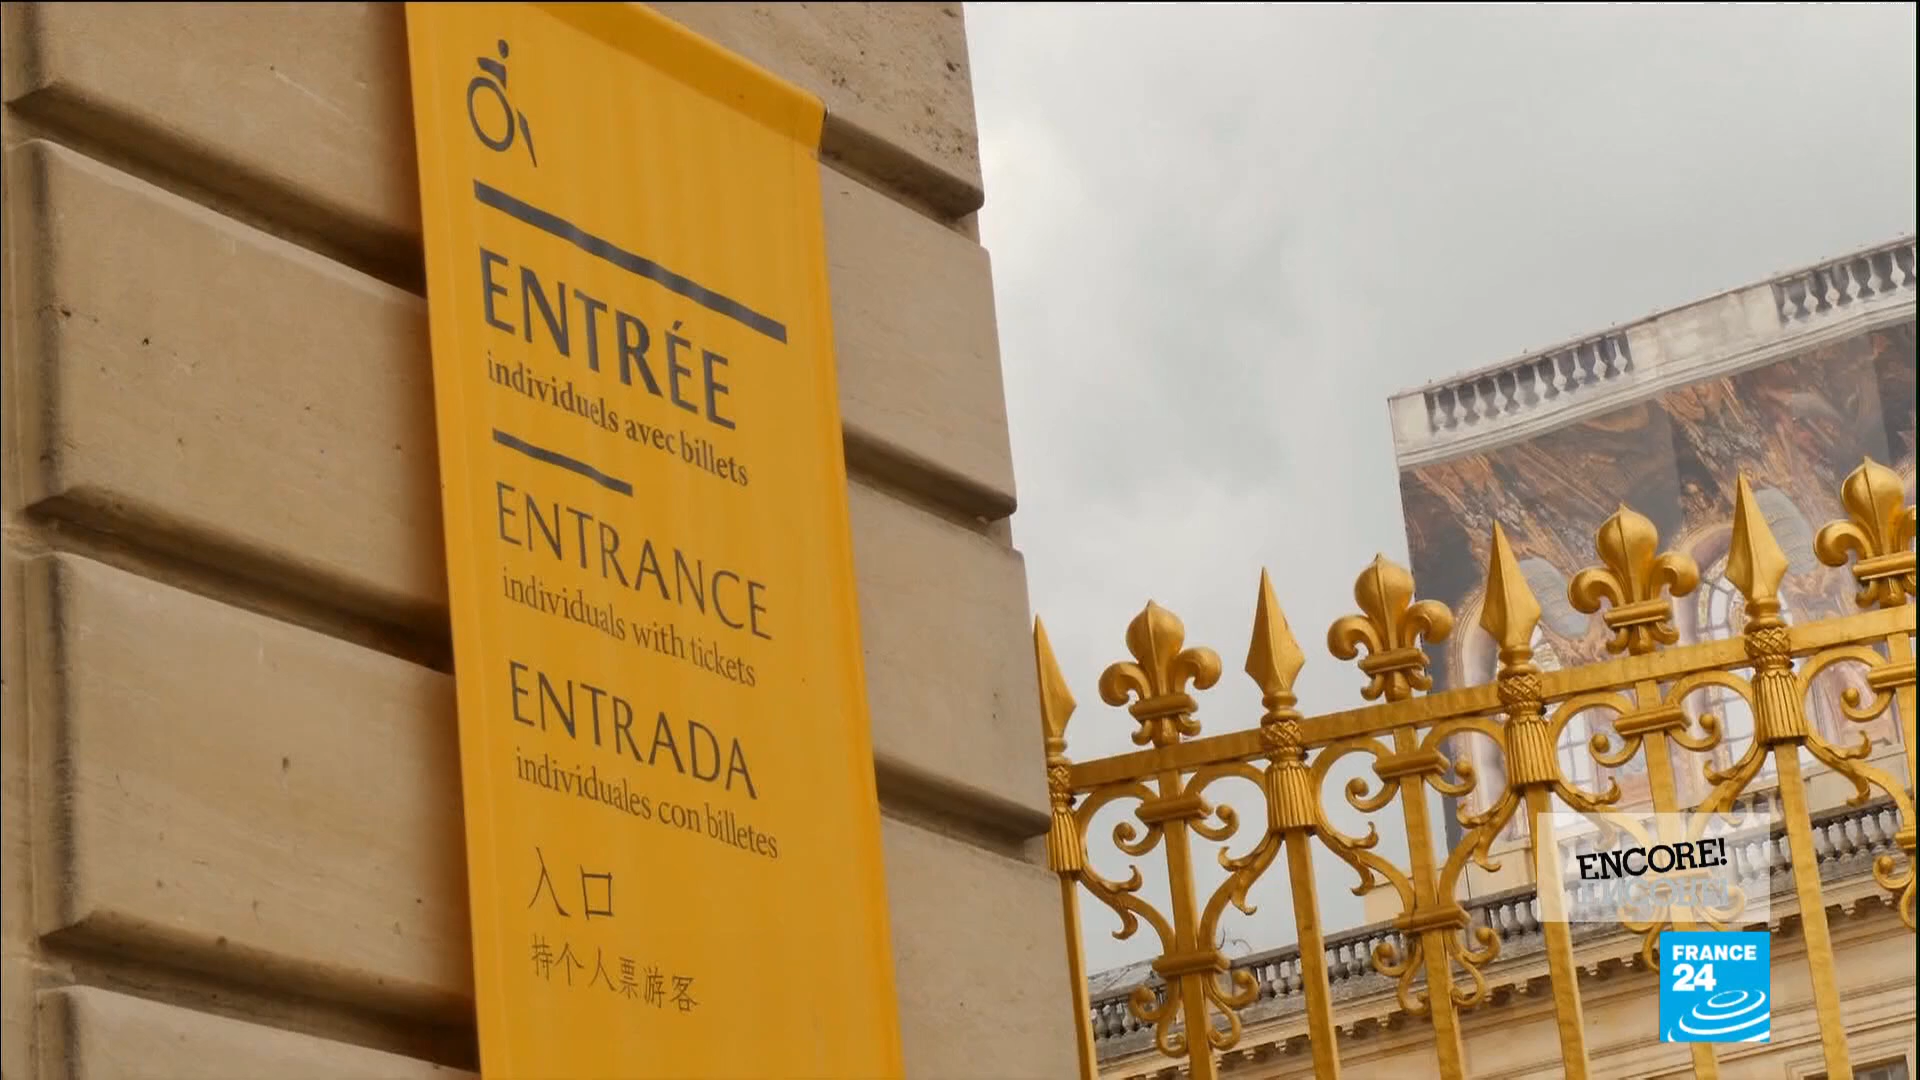 ENTRÉE
individuels avec billets
ENTRANCE
individuals with tickets
ENTRADA
individuales con billetes
入口
持个人票游客
ENCORE!
FRANCE
24